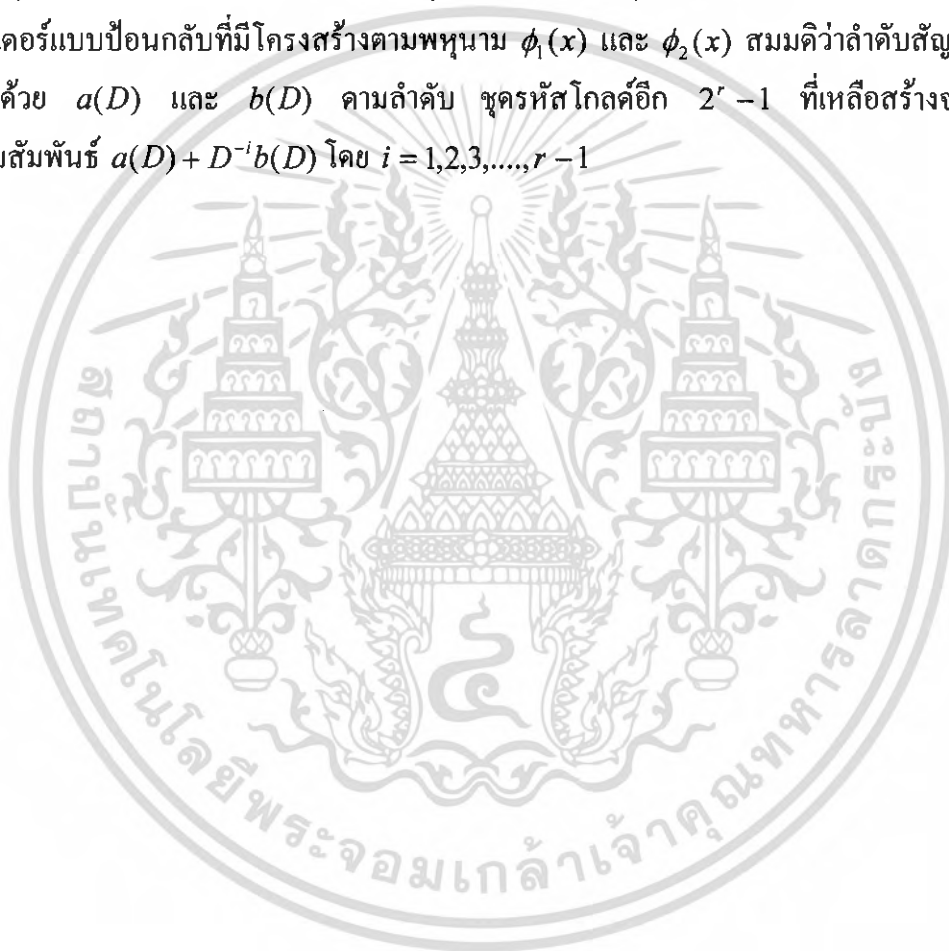 เตอร์แบบป้อนกลับที่มีโครงสร้างตามพหุนาม ϕ₁(x) และ ϕ₂(x) สมมติว่าลำดับสัญ
ด้วย a(D) และ b(D) ตามลำดับ ชุดรหัสโกลด์อีก 2^r − 1 ที่เหลือสร้างจ
สัมพันธ์ a(D) + D^{-i}b(D) โดย i = 1,2,3,....,r − 1
สถาบันเทคโนโลยีพระจอมเกล้าเจ้าคุณทหารลาดกระบัง